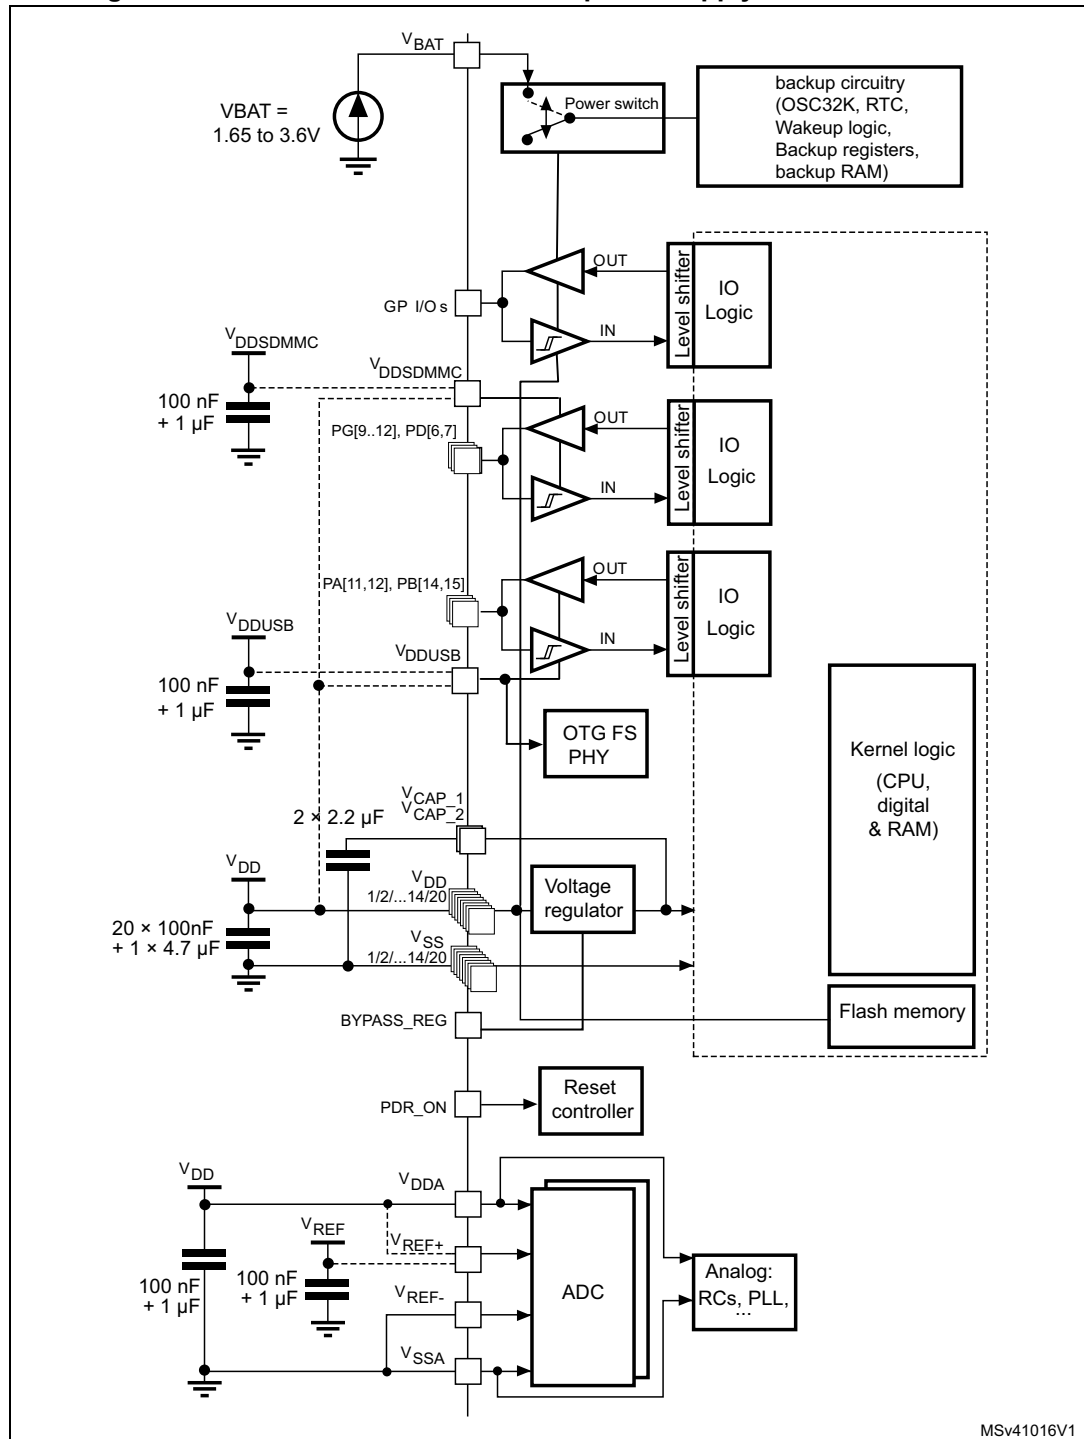 VBAT
VBAT =
1.65 to 3.6V
Power switch
backup circuitry
(OSC32K, RTC,
Wakeup logic,
Backup registers,
backup RAM)
OUT
GP I/Os
IN
Level shifter
IO
Logic
VDDSDMMC
VDDSDMMC
100 nF
+ 1 µF
PG[9..12], PD[6,7]
OUT
IN
Level shifter
IO
Logic
PA[11,12], PB[14,15]
OUT
IN
Level shifter
IO
Logic
VDDUSB
VDDUSB
100 nF
+ 1 µF
OTG FS
PHY
Kernel logic
(CPU,
digital
& RAM)
VCAP_1
VCAP_2
2 × 2.2 µF
VDD
VDD
1/2/...14/20
Voltage
regulator
20 × 100nF
+ 1 × 4.7 µF
VSS
1/2/...14/20
BYPASS_REG
Flash memory
PDR_ON
Reset
controller
VDD
VDDA
VREF
VREF+
100 nF
+ 1 µF
100 nF
+ 1 µF
VREF-
ADC
Analog:
RCs, PLL,
...
VSSA
MSv41016V1